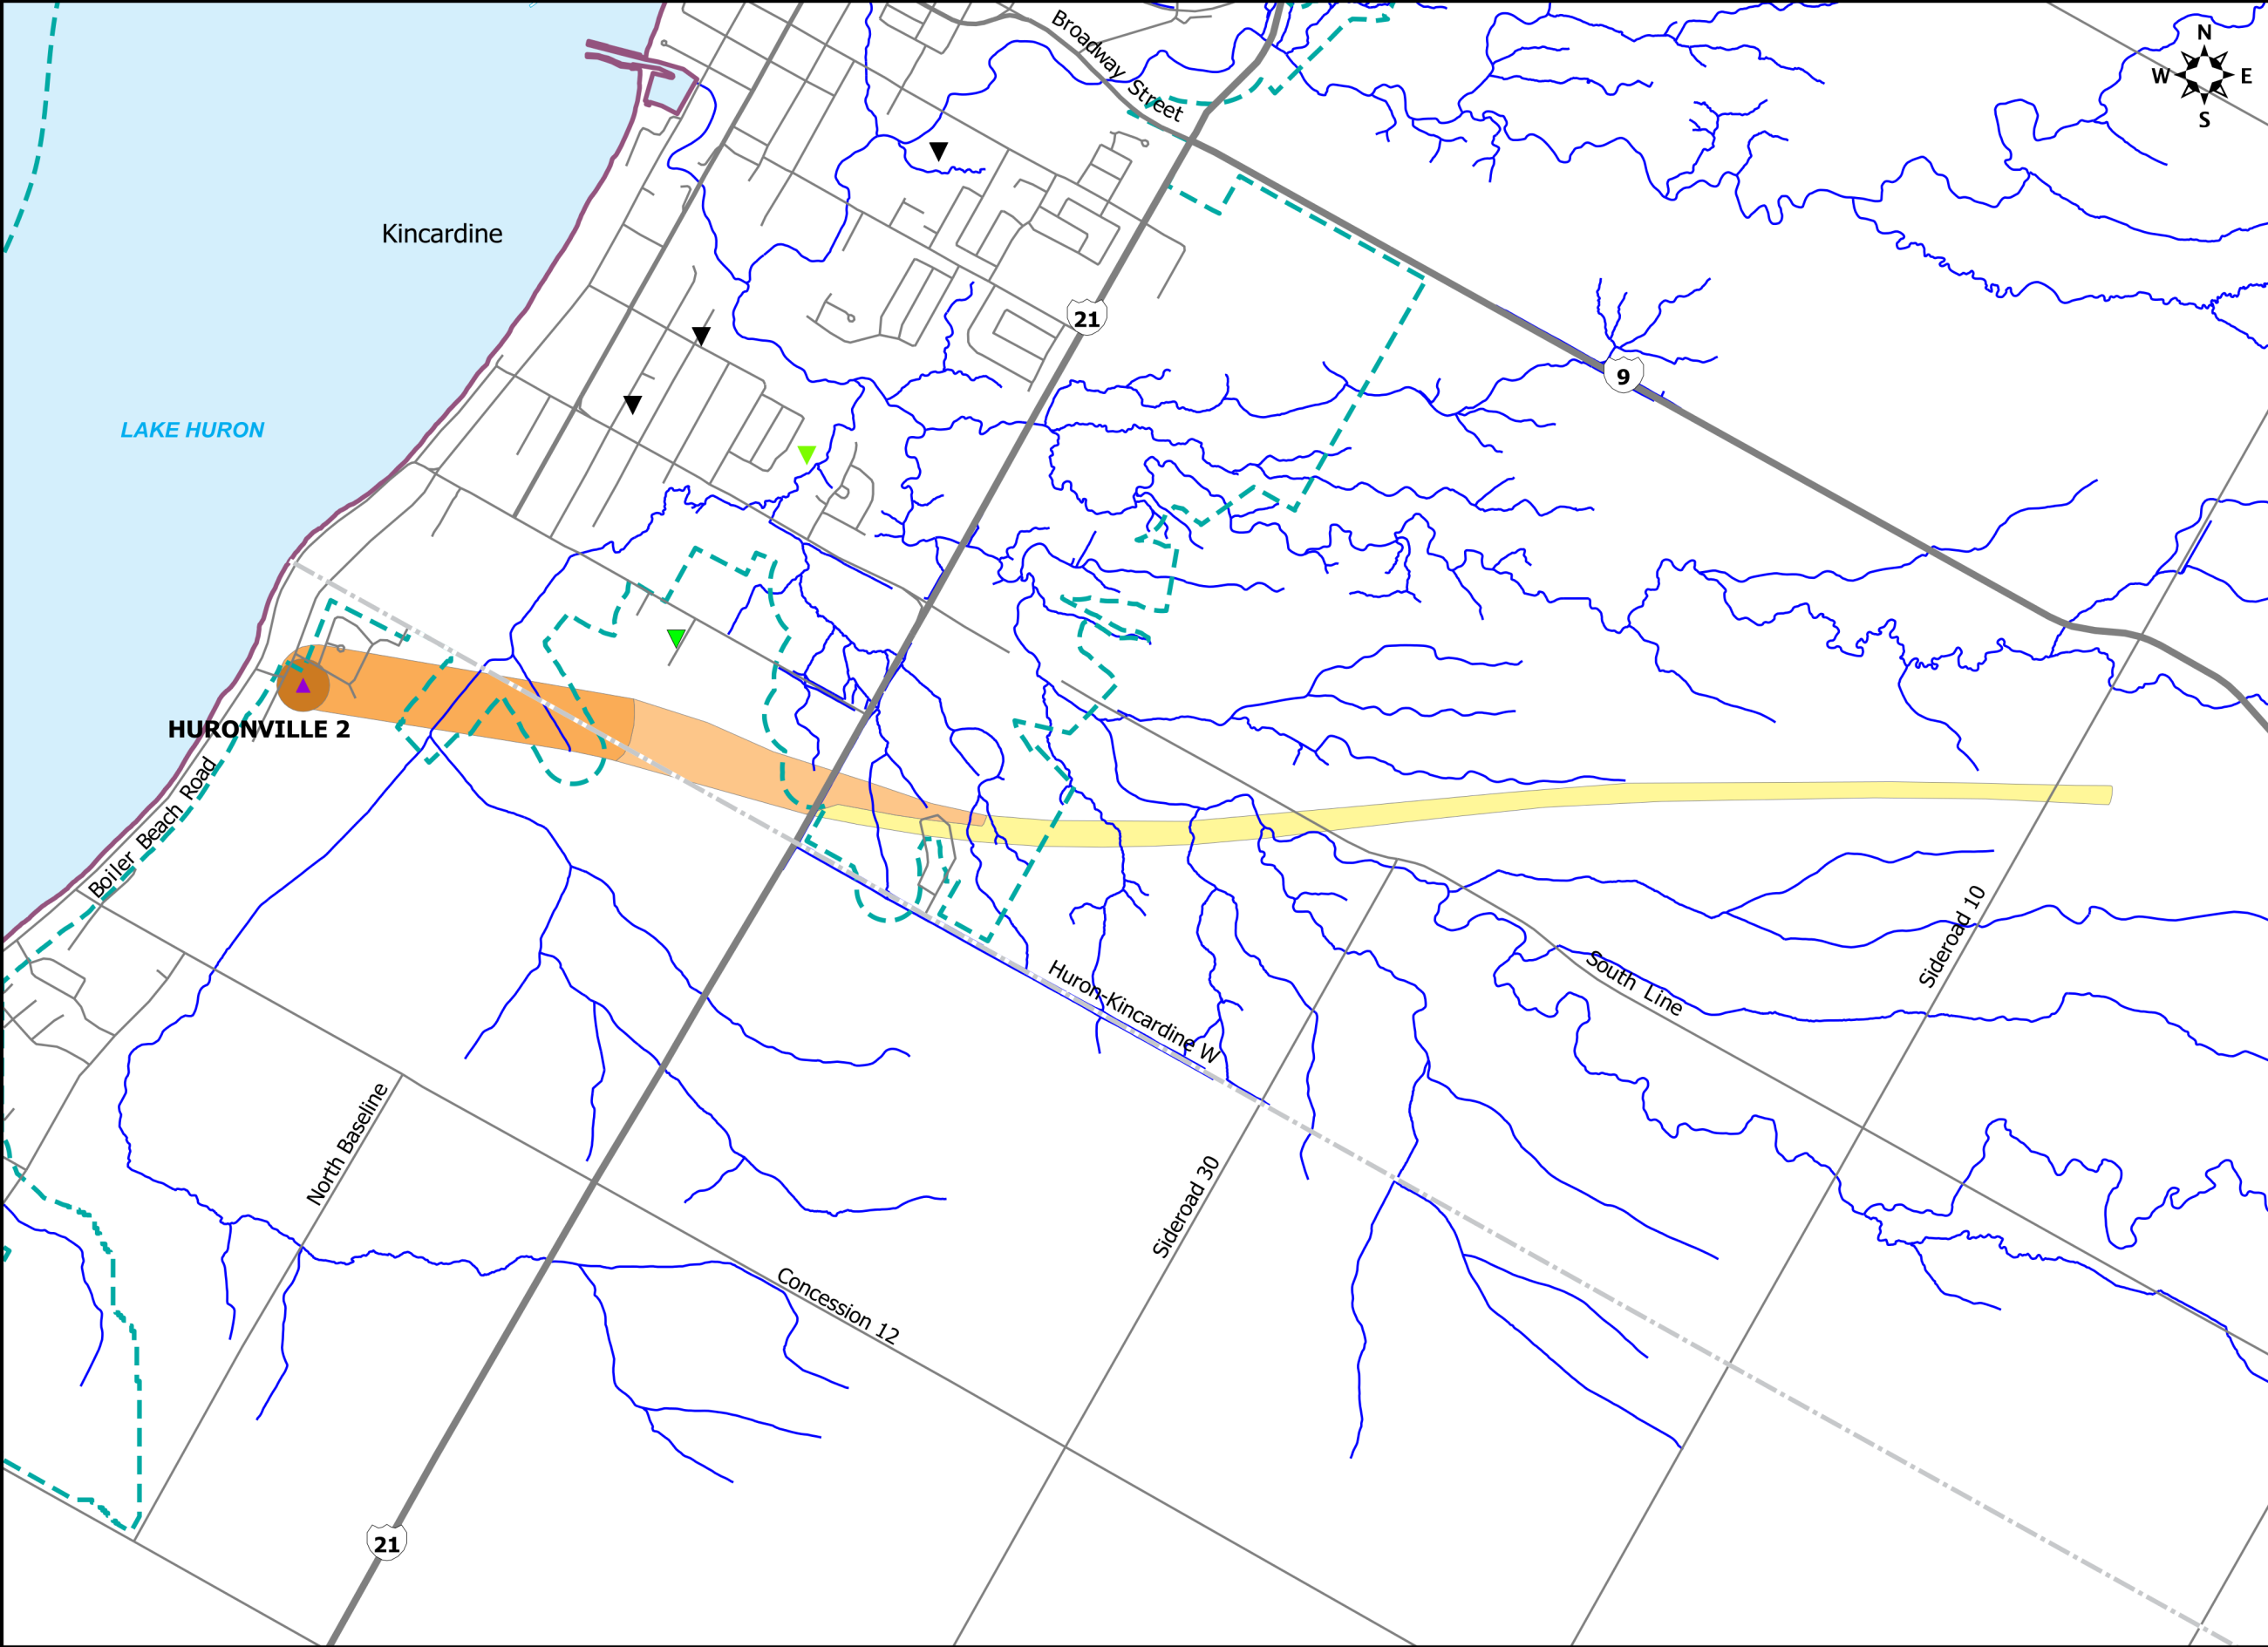 Broadway Street
N
W E
S
Kincardine
21
9
LAKE HURON
HURONVILLE 2
Boiler Beach Road
Sideroad 10
South Line
Huron-Kincardine W
North Baseline
Sideroad 30
Concession 12
21